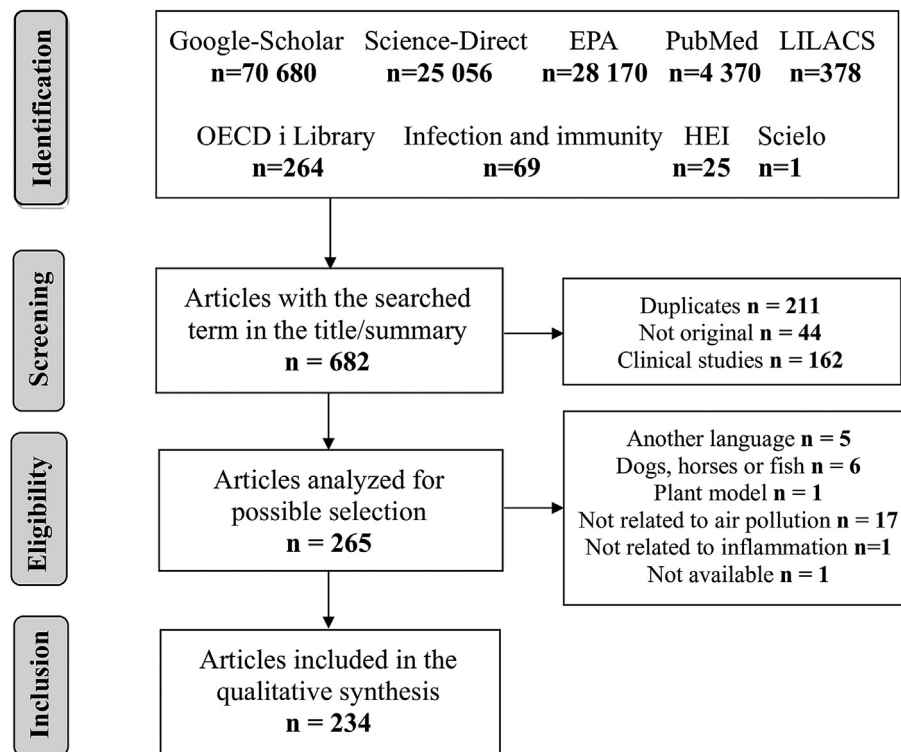 Identification
Google-Scholar Science-Direct EPA PubMed LILACS
n=70 680 n=25 056 n=28 170 n=4 370 n=378
OECD i Library Infection and immunity HEI Scielo
n=264 n=69 n=25 n=1
Screening
Articles with the searched
term in the title/summary
n = 682
Duplicates n = 211
Not original n = 44
Clinical studies n = 162
Eligibility
Articles analyzed for
possible selection
n = 265
Another language n = 5
Dogs, horses or fish n = 6
Plant model n = 1
Not related to air pollution n = 17
Not related to inflammation n=1
Not available n = 1
Inclusion
Articles included in the
qualitative synthesis
n = 234